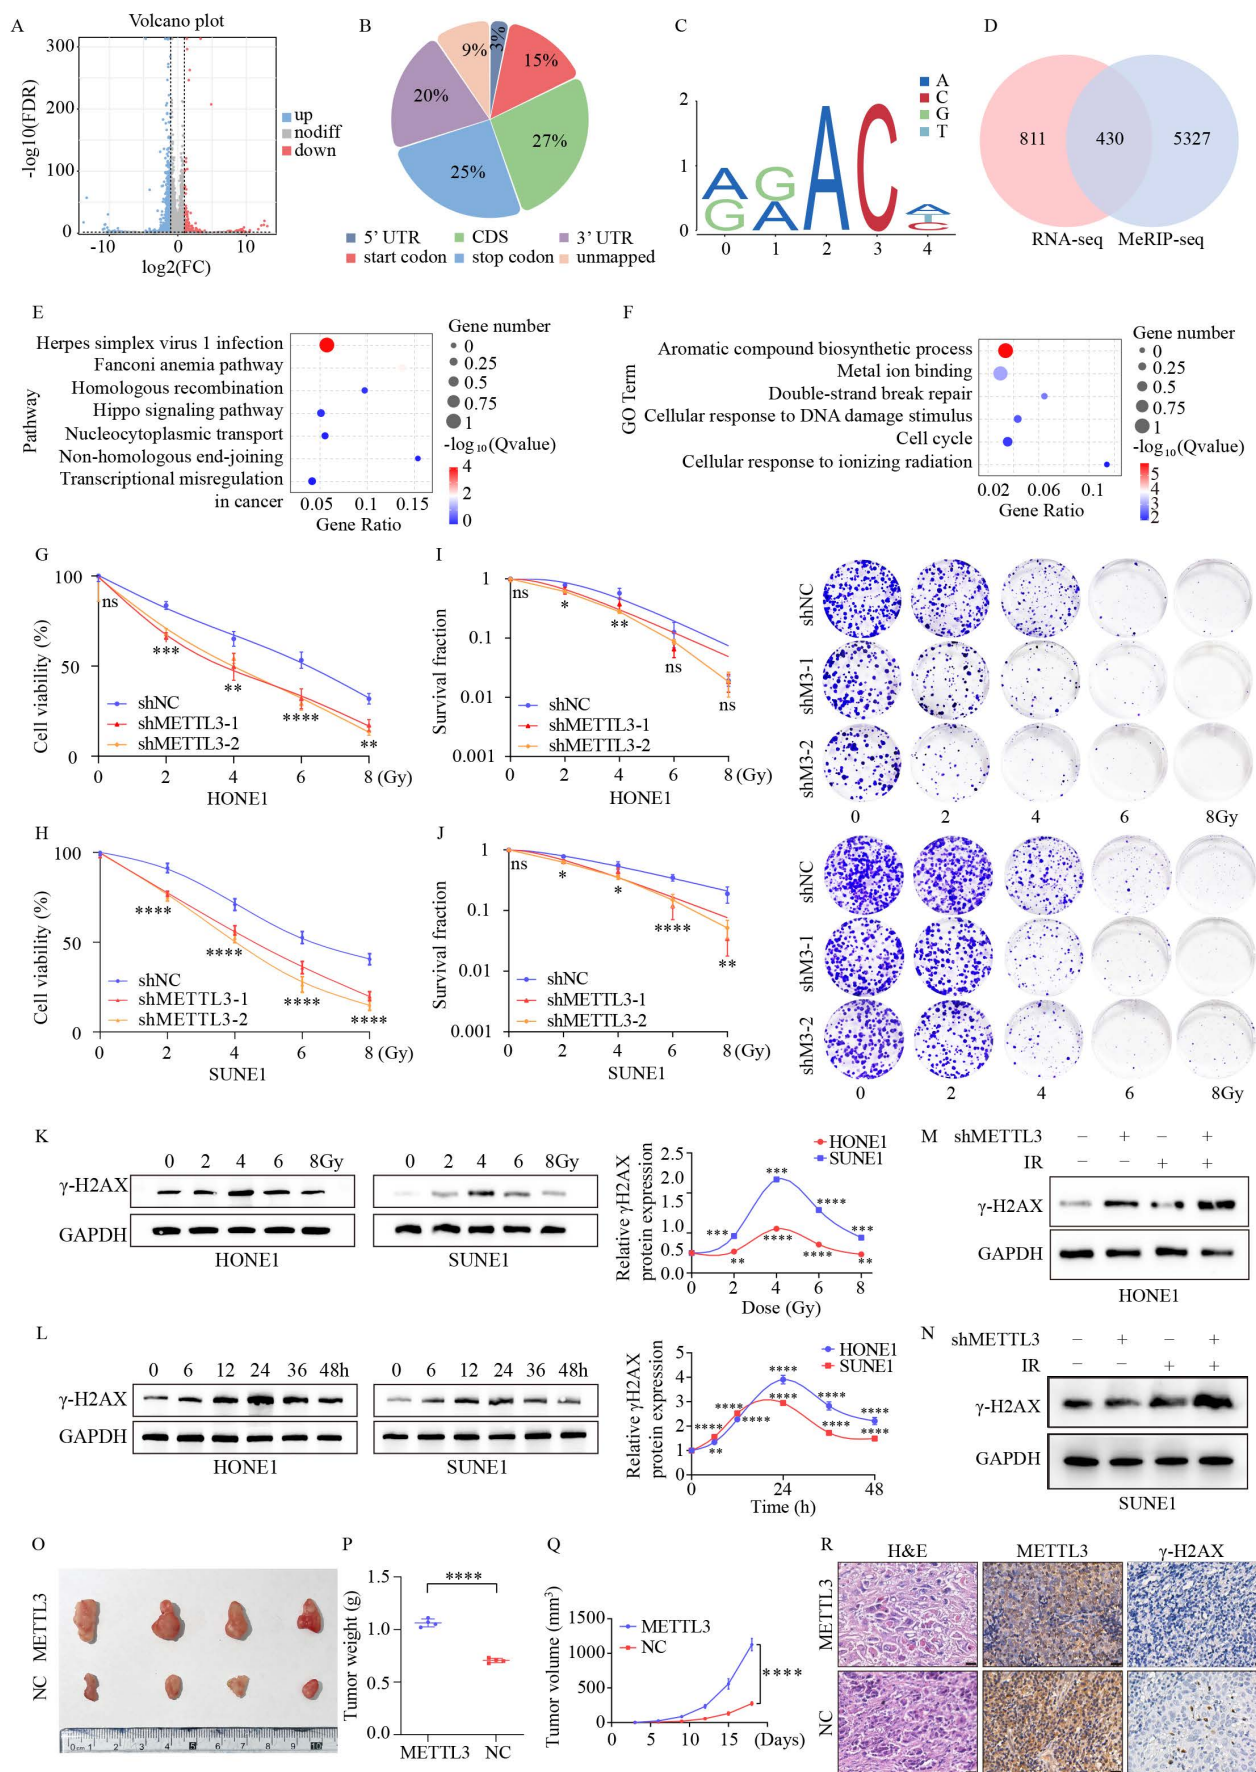 A
Volcano plot
300
200
100
0
-log10(FDR)
-10
0
10
log2(FC)
up
nodiff
down
B
3%
15%
27%
25%
20%
9%
5’ UTR
CDS
3’ UTR
start codon
stop codon
unmapped
C
2
1
0
A
G
G
A
A
C
A
T
C
0
1
2
3
4
A
C
G
T
D
811
430
5327
RNA-seq
MeRIP-seq
E
Pathway
Herpes simplex virus 1 infection
Fanconi anemia pathway
Homologous recombination
Hippo signaling pathway
Nucleocytoplasmic transport
Non-homologous end-joining
Transcriptional misregulation
in cancer
0.05
0.1
0.15
Gene Ratio
Gene number
0
0.25
0.5
0.75
1
-log10(Qvalue)
4
2
0
F
GO Term
Aromatic compound biosynthetic process
Metal ion binding
Double-strand break repair
Cellular response to DNA damage stimulus
Cell cycle
Cellular response to ionizing radiation
0.02
0.06
0.1
Gene Ratio
Gene number
0
0.25
0.5
0.75
1
-log10(Qvalue)
5
4
3
2
G
Cell viability (%)
100
50
0
ns
***
**
****
**
shNC
shMETTL3-1
shMETTL3-2
0
2
4
6
8 (Gy)
HONE1
I
Survival fraction
1
0.1
0.01
0.001
ns
*
**
ns
ns
shNC
shMETTL3-1
shMETTL3-2
0
2
4
6
8 (Gy)
HONE1
shNC
shM3-1
shM3-2
0
2
4
6
8Gy
H
Cell viability (%)
100
50
0
****
****
****
****
shNC
shMETTL3-1
shMETTL3-2
0
2
4
6
8 (Gy)
SUNE1
J
Survival fraction
1
0.1
0.01
0.001
ns
*
*
****
**
shNC
shMETTL3-1
shMETTL3-2
0
2
4
6
8 (Gy)
SUNE1
shNC
shM3-1
shM3-2
0
2
4
6
8Gy
K
0 2 4 6 8Gy
γ-H2AX
GAPDH
HONE1
0 2 4 6 8Gy
SUNE1
Relative γH2AX
protein expression
2.5
2.0
1.0
0.5
0.0
HONE1
SUNE1
***
***
****
***
**
****
****
**
0 2 4 6 8
Dose (Gy)
M
shMETTL3 − + − +
IR − − + +
γ-H2AX
GAPDH
HONE1
L
0 6 12 24 36 48h
γ-H2AX
GAPDH
HONE1
0 6 12 24 36 48h
SUNE1
Relative γH2AX
protein expression
5
4
3
2
1
0
HONE1
SUNE1
****
****
****
****
****
****
****
****
****
**
0 24 48
Time (h)
N
shMETTL3 − + − +
IR − − + +
γ-H2AX
GAPDH
SUNE1
O
METTL3
NC
0cm 1 2 3 4 5 6 7 8 9 10
P
Tumor weight (g)
1.5
1.0
0.5
0.0
****
METTL3
NC
Q
Tumor volume (mm3)
1500
1000
500
0
METTL3
NC
****
0 5 10 15 (Days)
R
H&E
METTL3
γ-H2AX
METTL3
NC